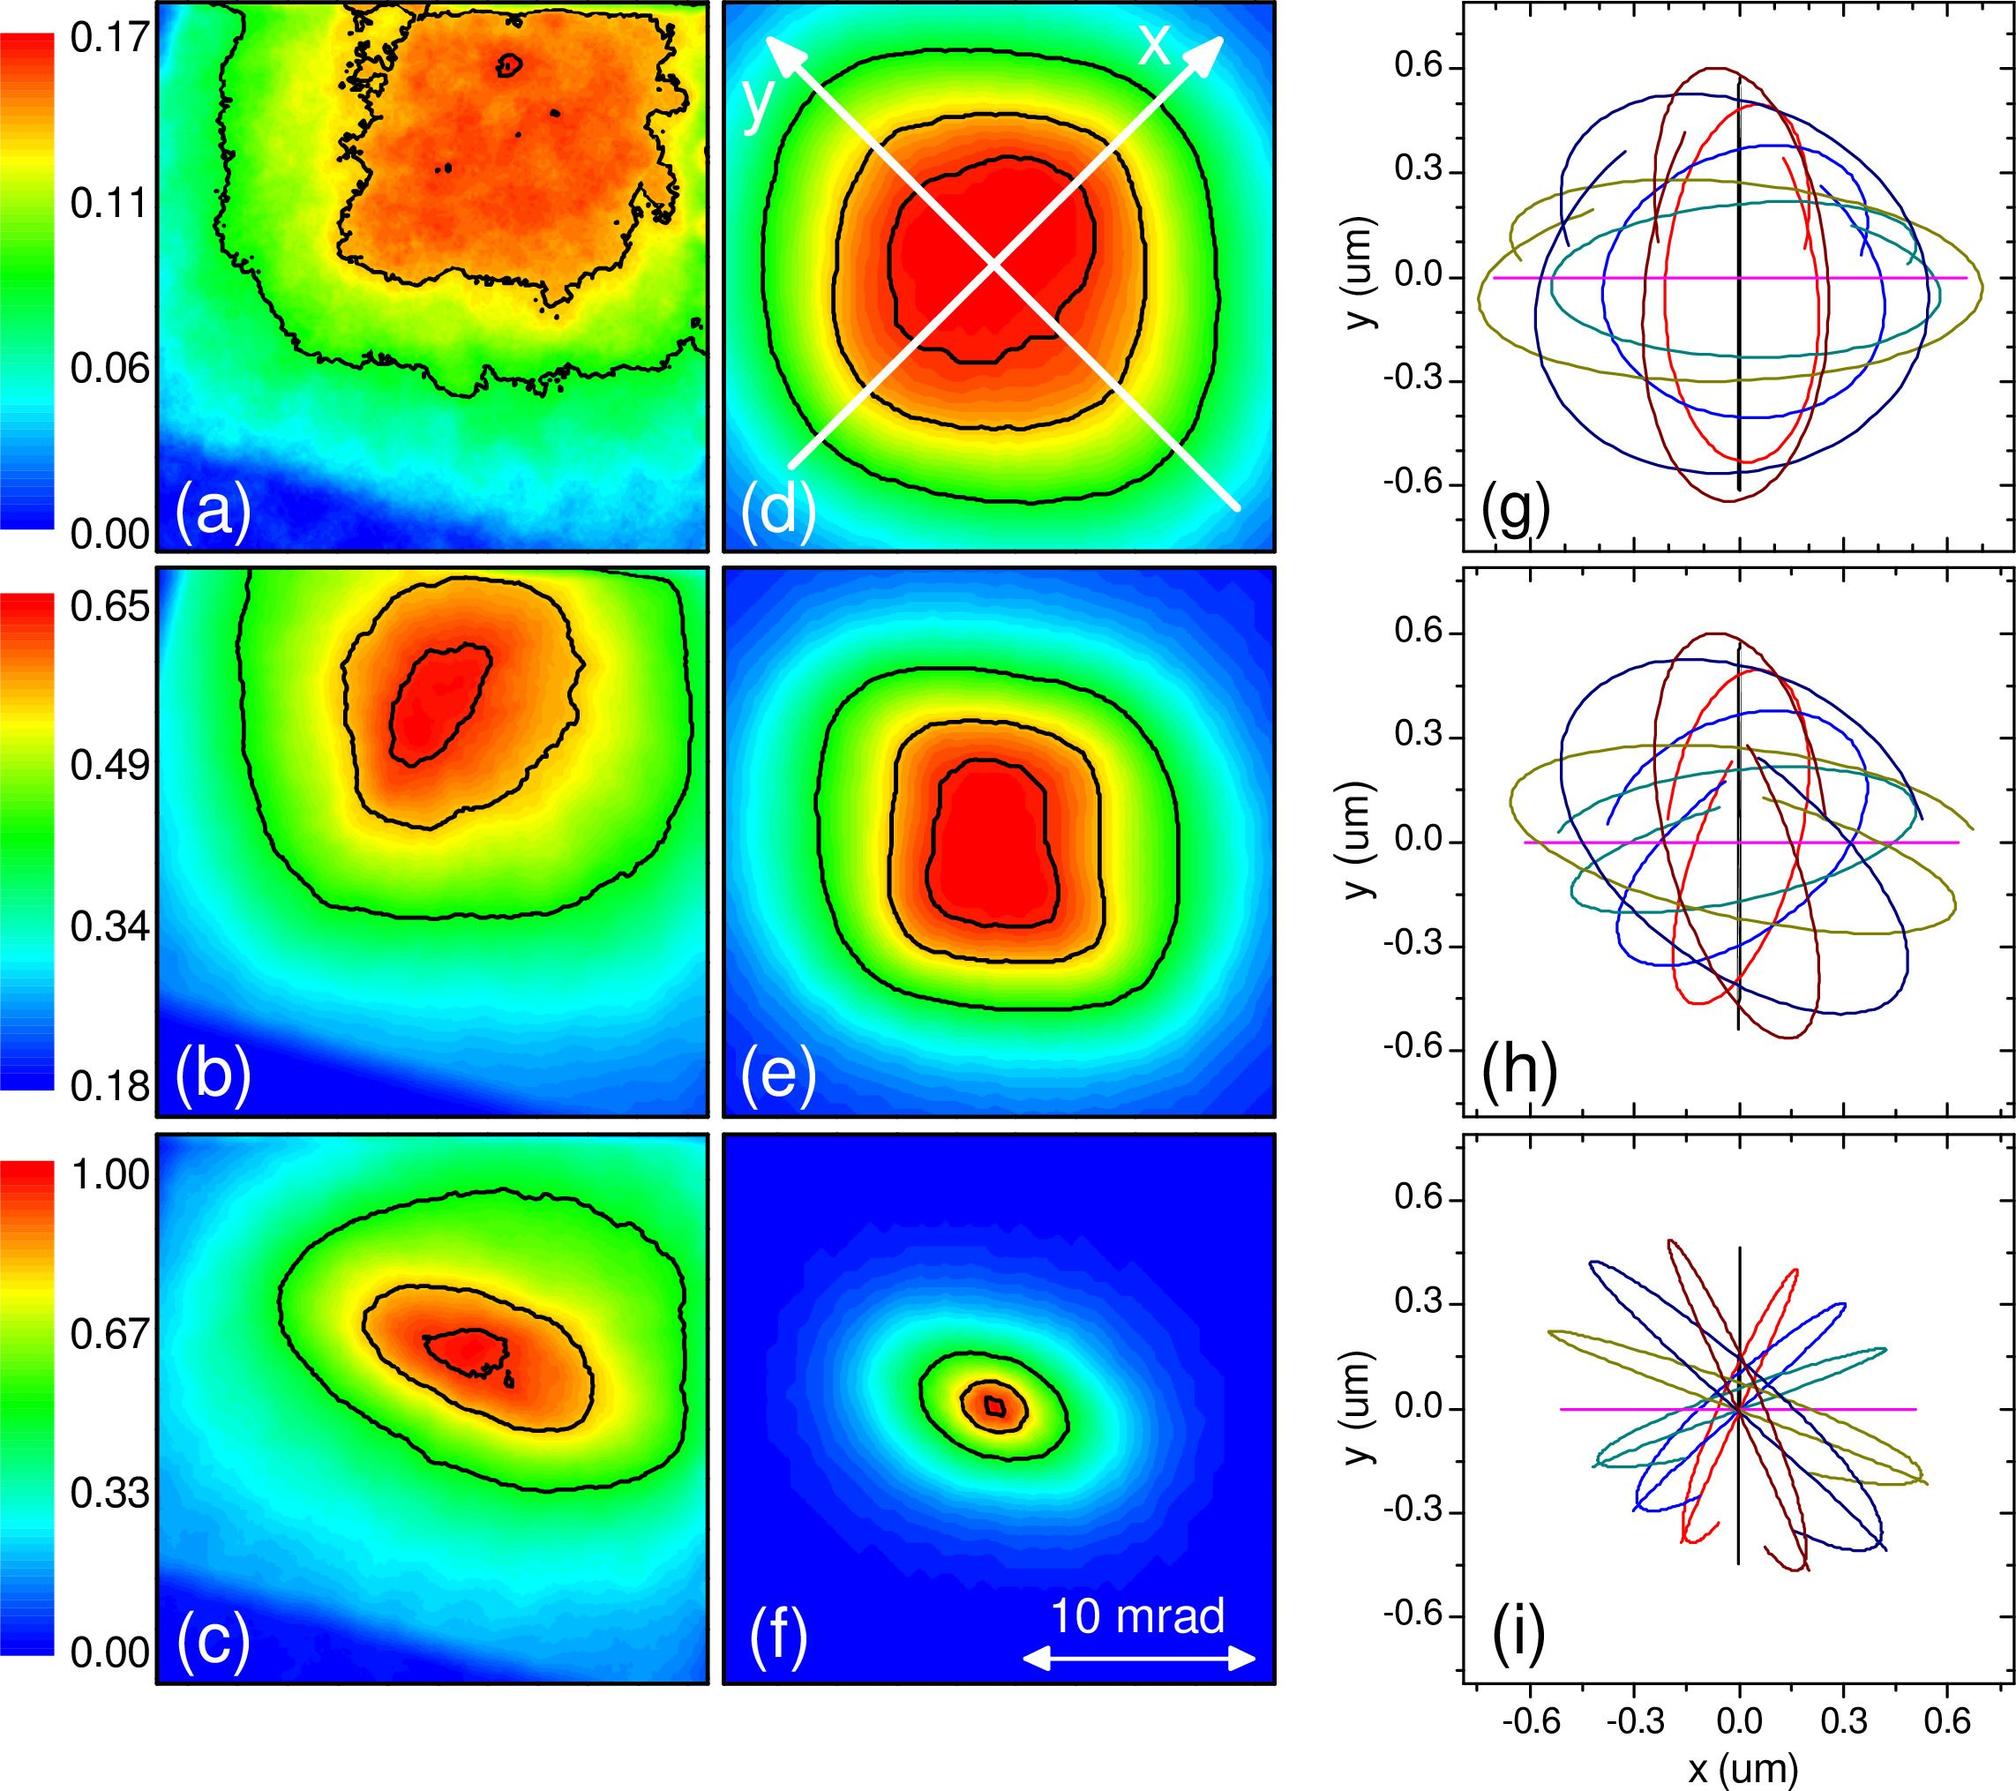 0.17
0.11
0.06
0.00
(a)
x
y
(d)
0.6
0.3
0.0
-0.3
-0.6
y (um)
(g)
0.65
0.49
0.34
0.18
(b)
(e)
0.6
0.3
0.0
-0.3
-0.6
y (um)
(h)
1.00
0.67
0.33
0.00
(c)
10 mrad
(f)
0.6
0.3
0.0
-0.3
-0.6
y (um)
(i)
-0.6 -0.3 0.0 0.3 0.6
x (um)